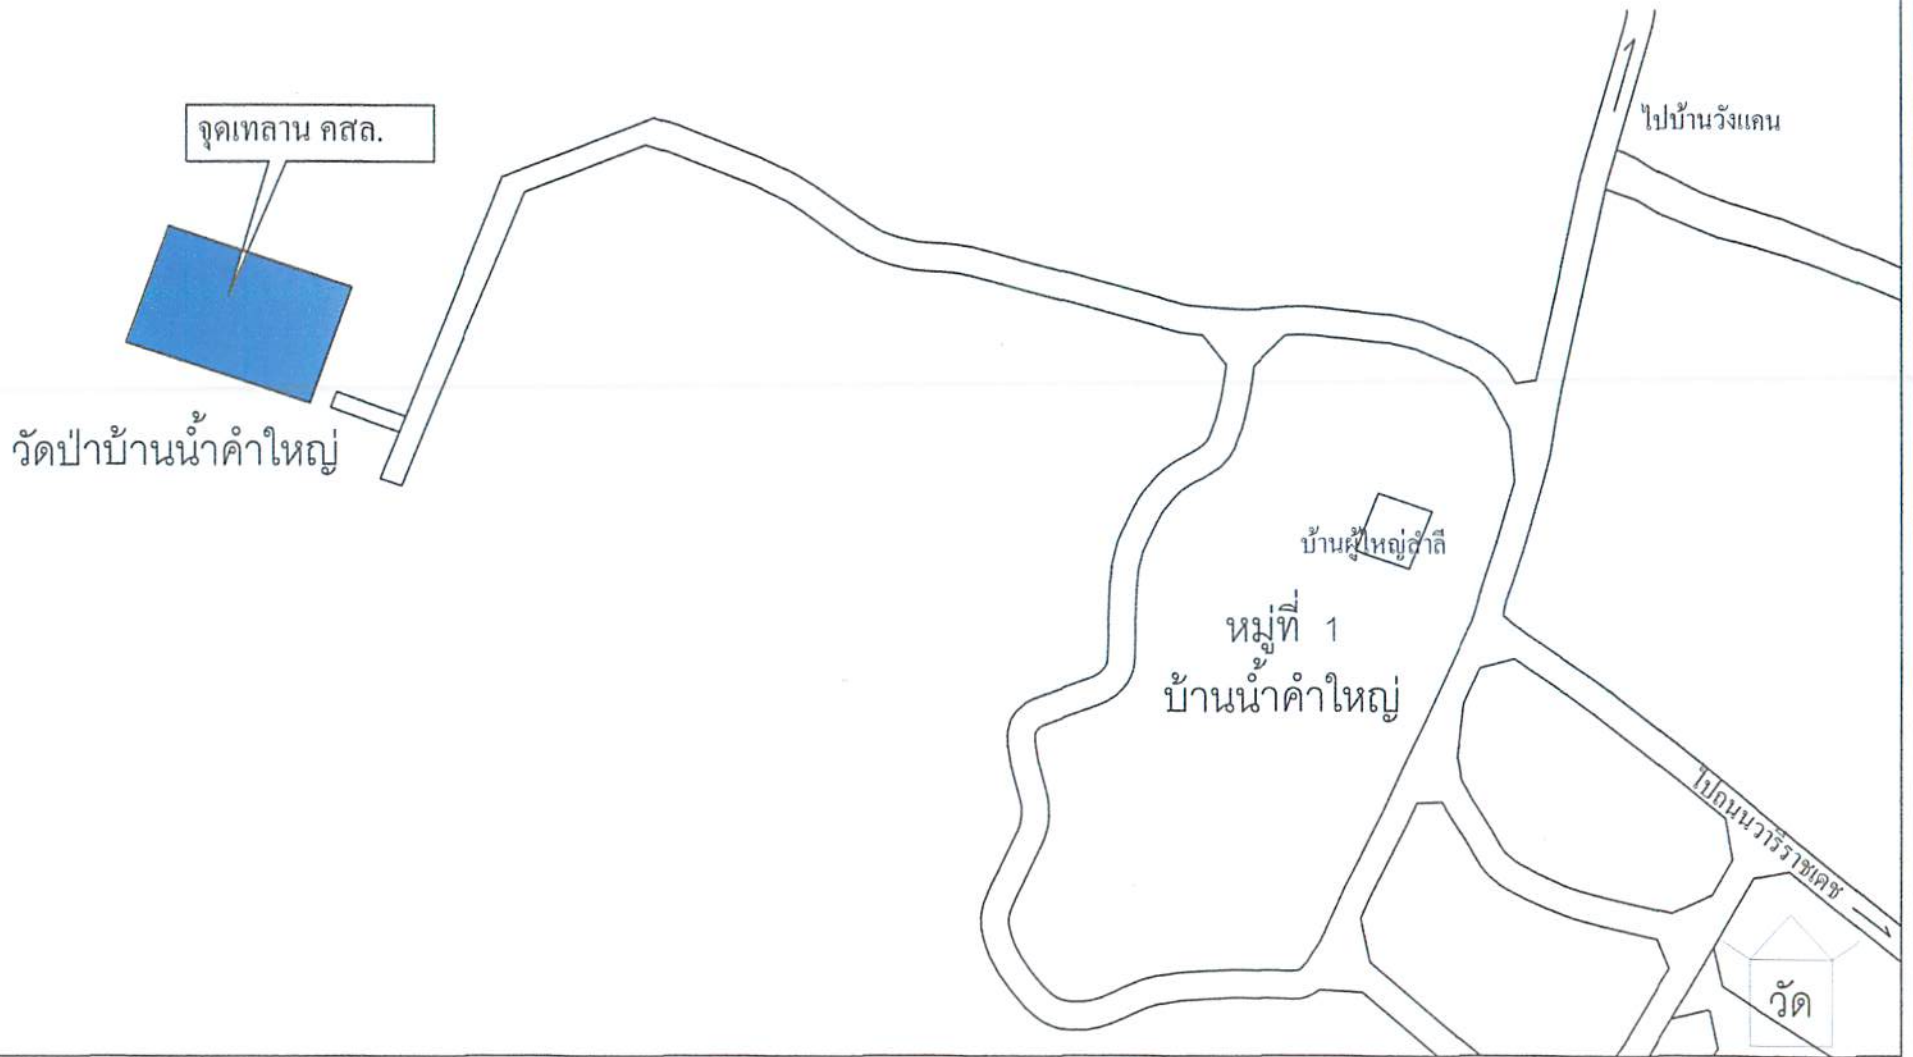 ไปบ้านวังแคน
จุดเทลาน คสล.
วัดป่าบ้านน้ำคำใหญ่
บ้านผู้ใหญ่สำลี
หมู่ที่ 1
บ้านน้ำคำใหญ่
ไปถนนวารีราชเดช
วัด